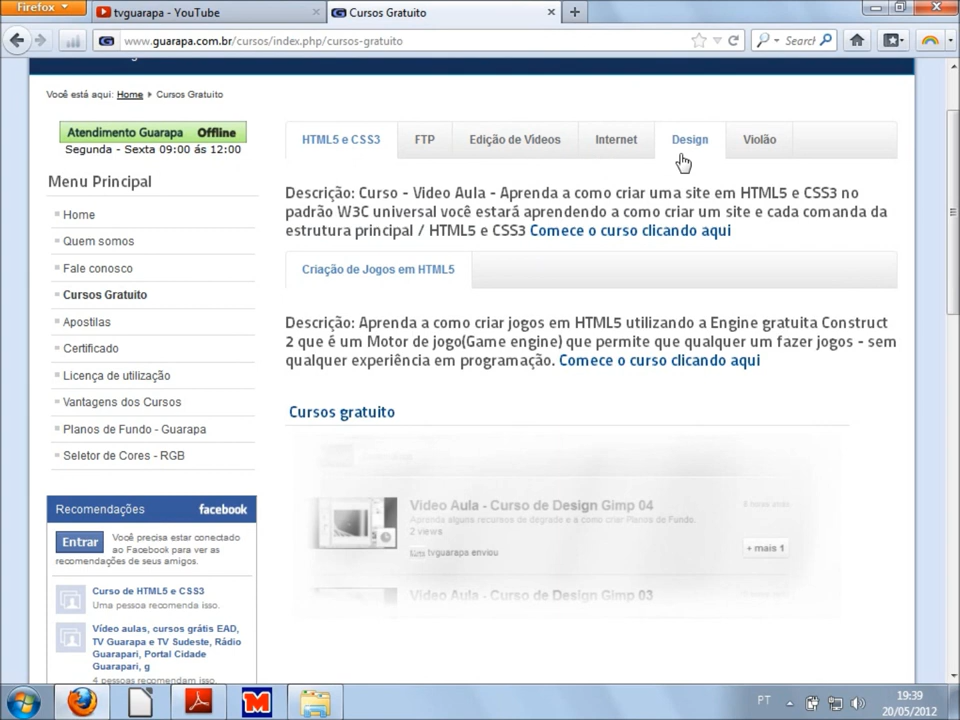 Firefox
tvguarapa - YouTube
Cursos Gratuito
www.guarapa.com.br/cursos/index.php/cursos-gratuito
Search
Você está aqui: Home Cursos Gratuito
Atendimento Guarapa Offline
Segunda - Sexta 09:00 ás 12:00
Menu Principal
Home
Quem somos
Fale conosco
Cursos Gratuito
Apostilas
Certificado
Licença de utilização
Vantagens dos Cursos
Planos de Fundo - Guarapa
Seletor de Cores - RGB
Recomendações facebook
Entrar
Você precisa estar conectado
ao Facebook para ver as
recomendações de seus amigos.
Curso de HTML5 e CSS3
Uma pessoa recomenda isso.
Vídeo aulas, cursos grátis EAD,
TV Guarapa e TV Sudeste, Rádio
Guarapari, Portal Cidade
Guarapari, g
4 pessoas recomendam isso.
HTML5 e CSS3 FTP Edição de Vídeos Internet Design Violão
Descrição: Curso - Video Aula - Aprenda a como criar uma site em HTML5 e CSS3 no
padrão W3C universal você estará aprendendo a como criar um site e cada comanda da
estrutura principal / HTML5 e CSS3 Comece o curso clicando aqui
Criação de Jogos em HTML5
Descrição: Aprenda a como criar jogos em HTML5 utilizando a Engine gratuita Construct
2 que é um Motor de jogo(Game engine) que permite que qualquer um fazer jogos - sem
qualquer experiência em programação. Comece o curso clicando aqui
Cursos gratuito
Video Aula - Curso de Design Gimp 04
Aprenda alguns recursos de degrade e a como criar Planos de Fundo.
2 views
tvguarapa enviou
+ mais 1
Video Aula - Curso de Design Gimp 03
PT
19:39
20/05/2012